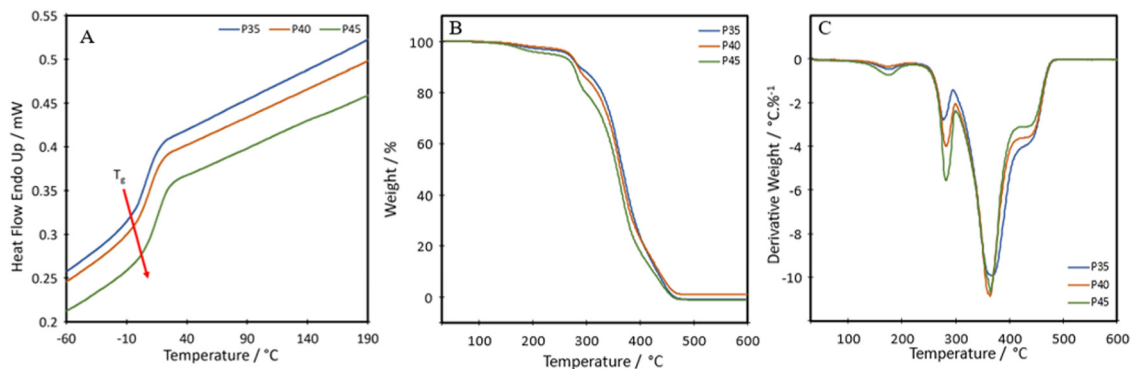 A
P35 P40 P45
Heat Flow Endo Up / mW
0.55
0.5
0.45
0.4
0.35
0.3
0.25
0.2
Tg
-60 -10 40 90 140 190
Temperature / °C
B
P35
P40
P45
Weight / %
100
80
60
40
20
0
100 200 300 400 500 600
Temperature / °C
C
Derivative Weight / °C.%-1
0
-2
-4
-6
-8
-10
P35
P40
P45
100 200 300 400 500 600
Temperature / °C